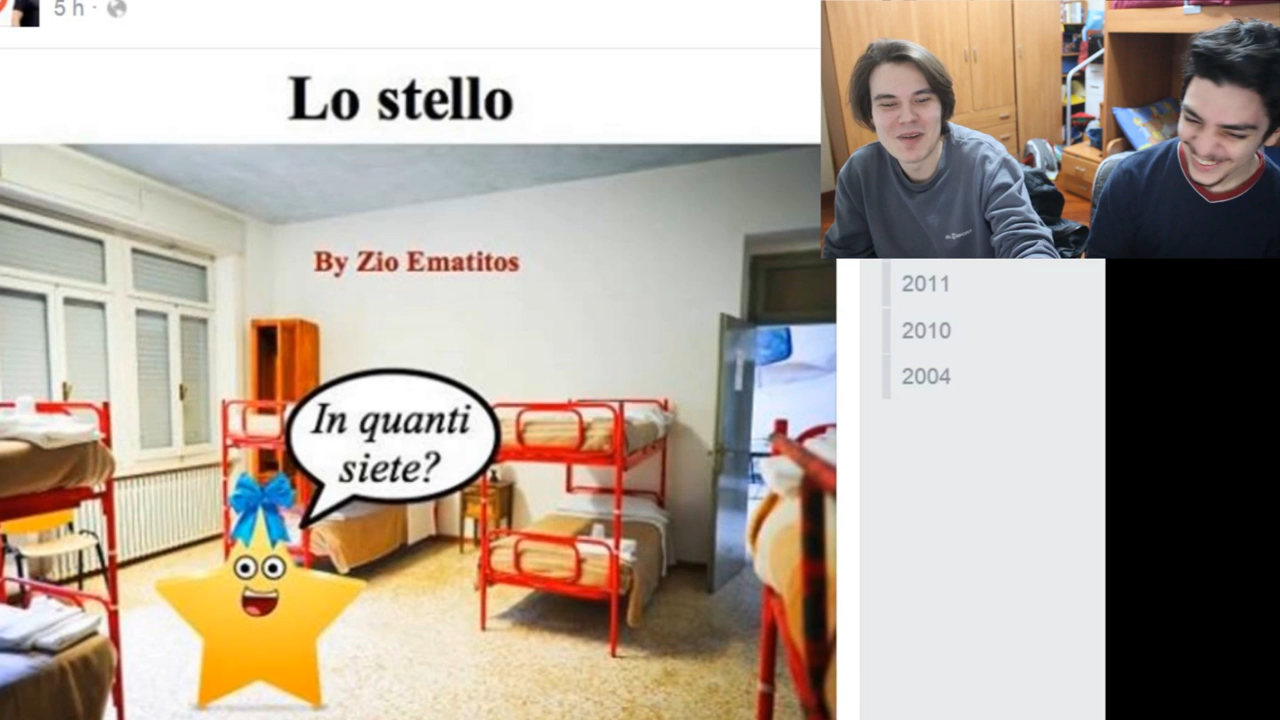 5 h ·
Lo stello
By Zio Ematitos
In quanti
siete?
2011
2010
2004